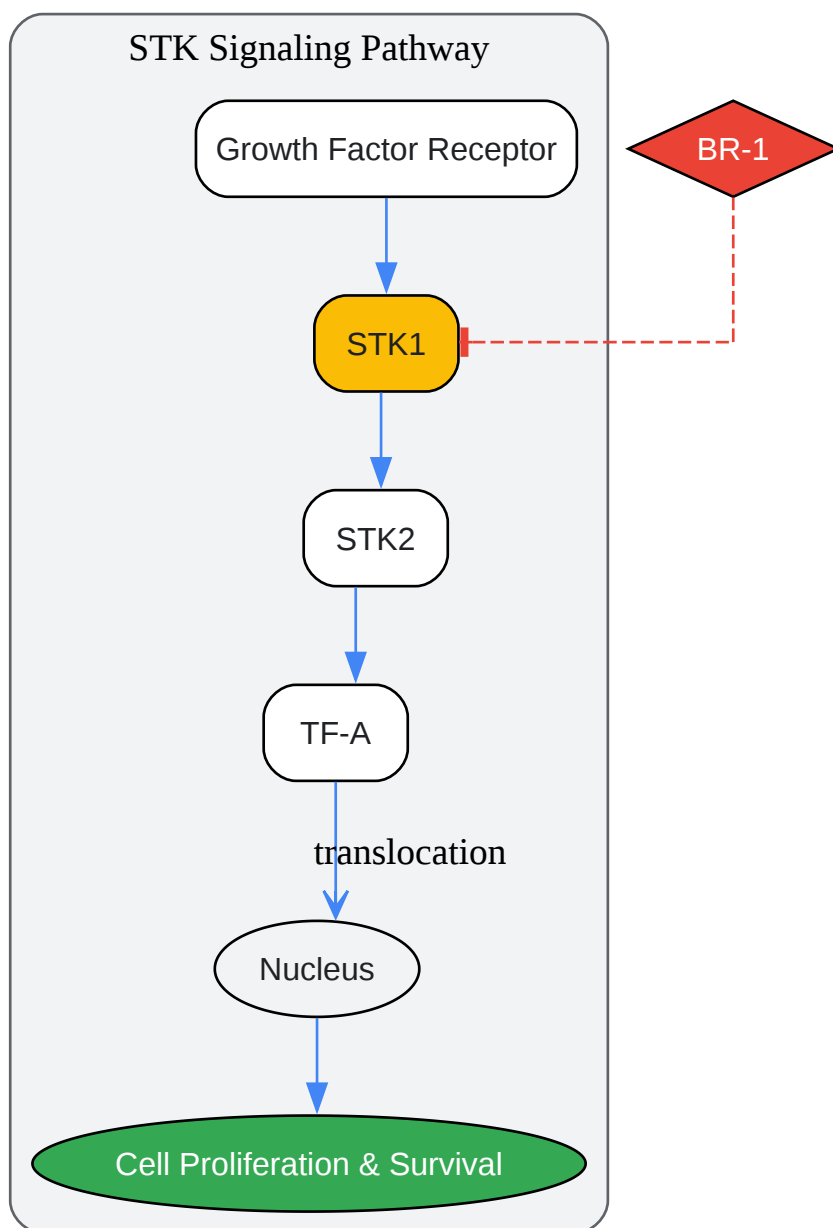 STK Signaling Pathway
Growth Factor Receptor
BR-1
STK1
STK2
TF-A
translocation
Nucleus
Cell Proliferation & Survival